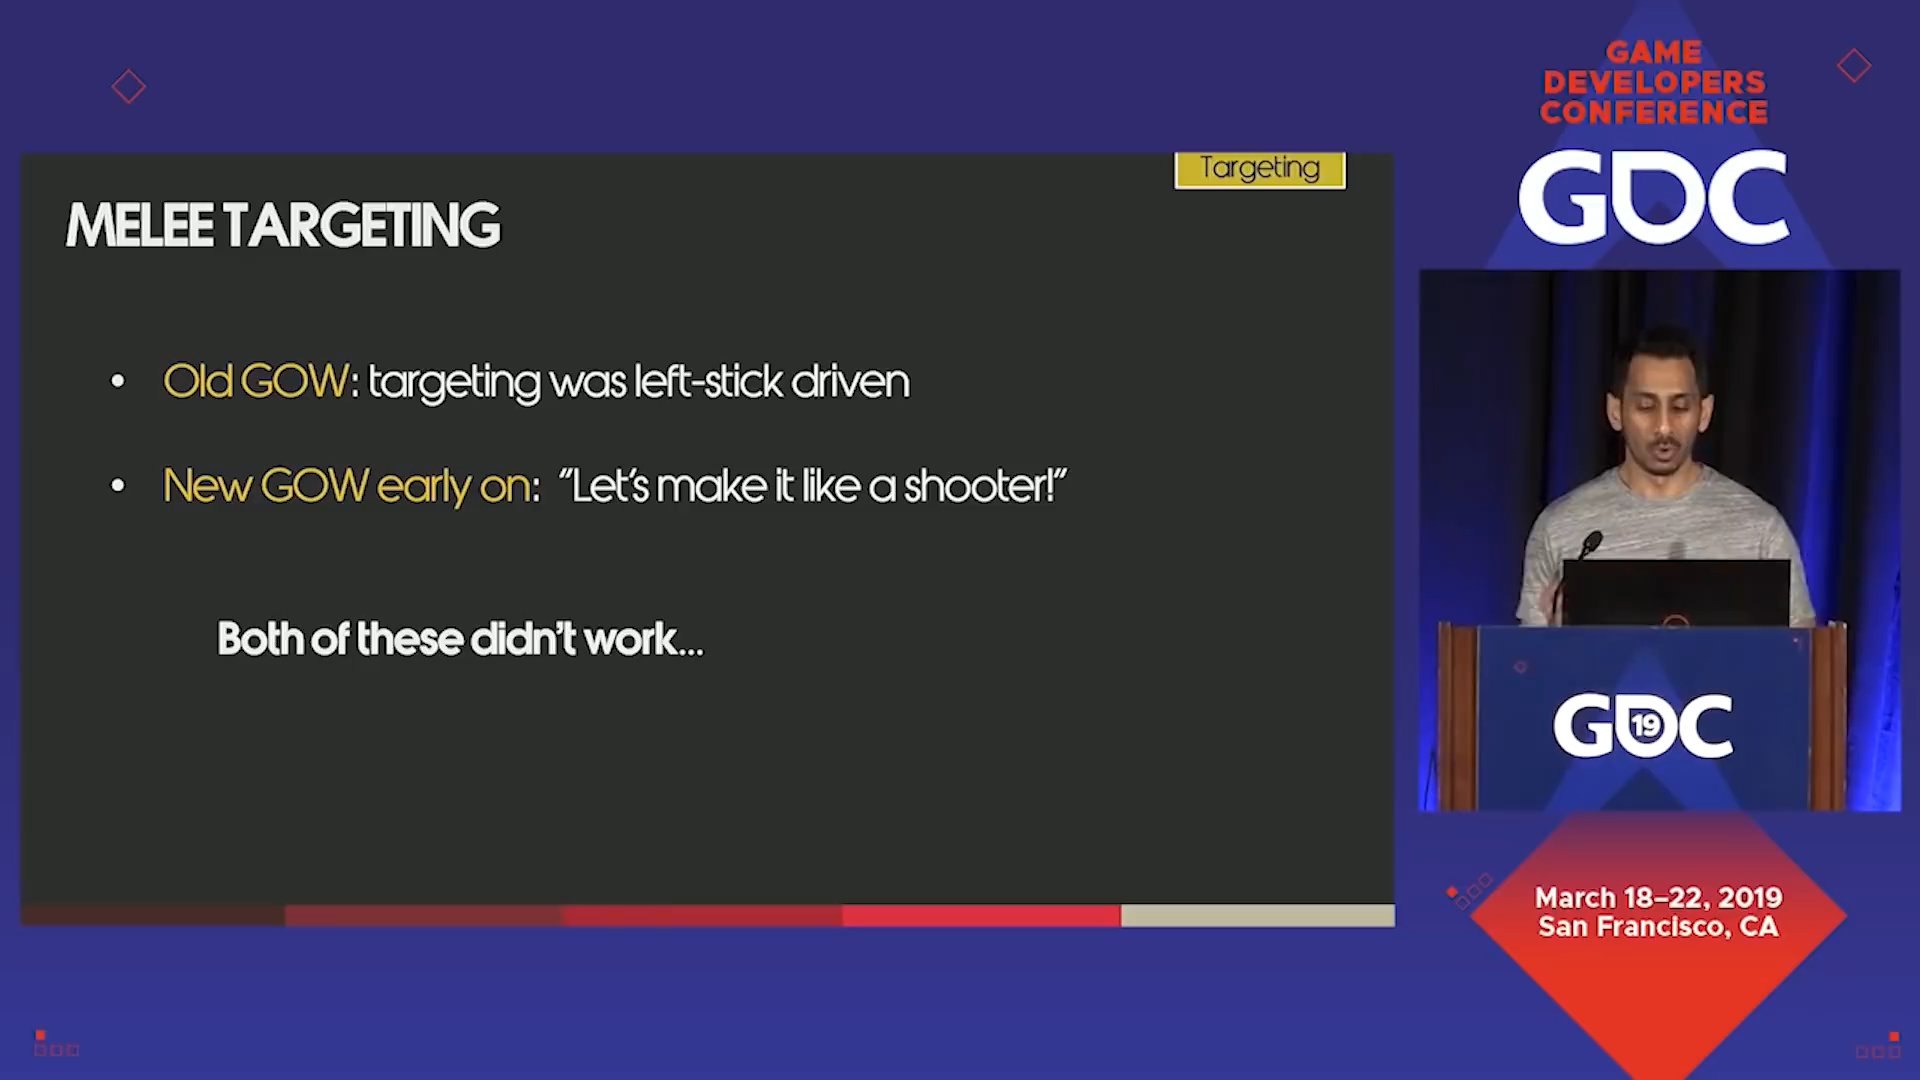 Targeting
MELEE TARGETING
• Old GOW: targeting was left-stick driven
• New GOW early on: “Let’s make it like a shooter!”
Both of these didn’t work...
GAME
DEVELOPERS
CONFERENCE
GDC
GDC
19
March 18–22, 2019
San Francisco, CA